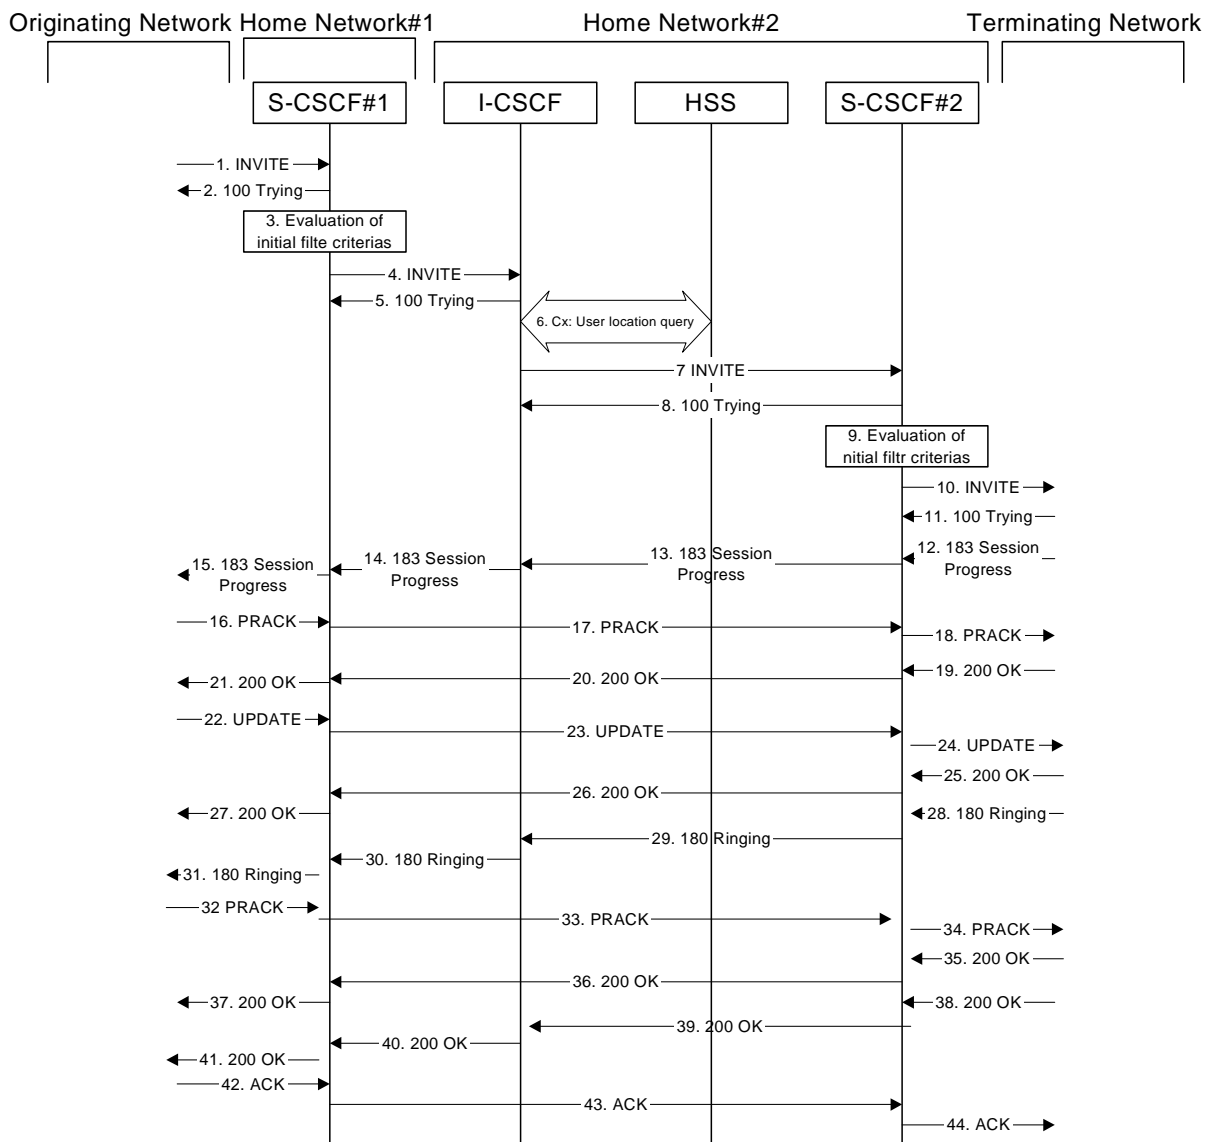 Originating Network Home Network#1 Home Network#2 Terminating Network
S-CSCF#1 I-CSCF HSS S-CSCF#2
1. INVITE
2. 100 Trying
3. Evaluation of
initial filte criterias
4. INVITE
5. 100 Trying
6. Cx: User location query
7 INVITE
8. 100 Trying
9. Evaluation of
nitial filtr criterias
10. INVITE
11. 100 Trying
12. 183 Session
Progress
13. 183 Session
Progress
14. 183 Session
Progress
15. 183 Session
Progress
16. PRACK
17. PRACK
18. PRACK
19. 200 OK
20. 200 OK
21. 200 OK
22. UPDATE
23. UPDATE
24. UPDATE
25. 200 OK
26. 200 OK
27. 200 OK
28. 180 Ringing
29. 180 Ringing
30. 180 Ringing
31. 180 Ringing
32 PRACK
33. PRACK
34. PRACK
35. 200 OK
36. 200 OK
37. 200 OK
38. 200 OK
39. 200 OK
40. 200 OK
41. 200 OK
42. ACK
43. ACK
44. ACK